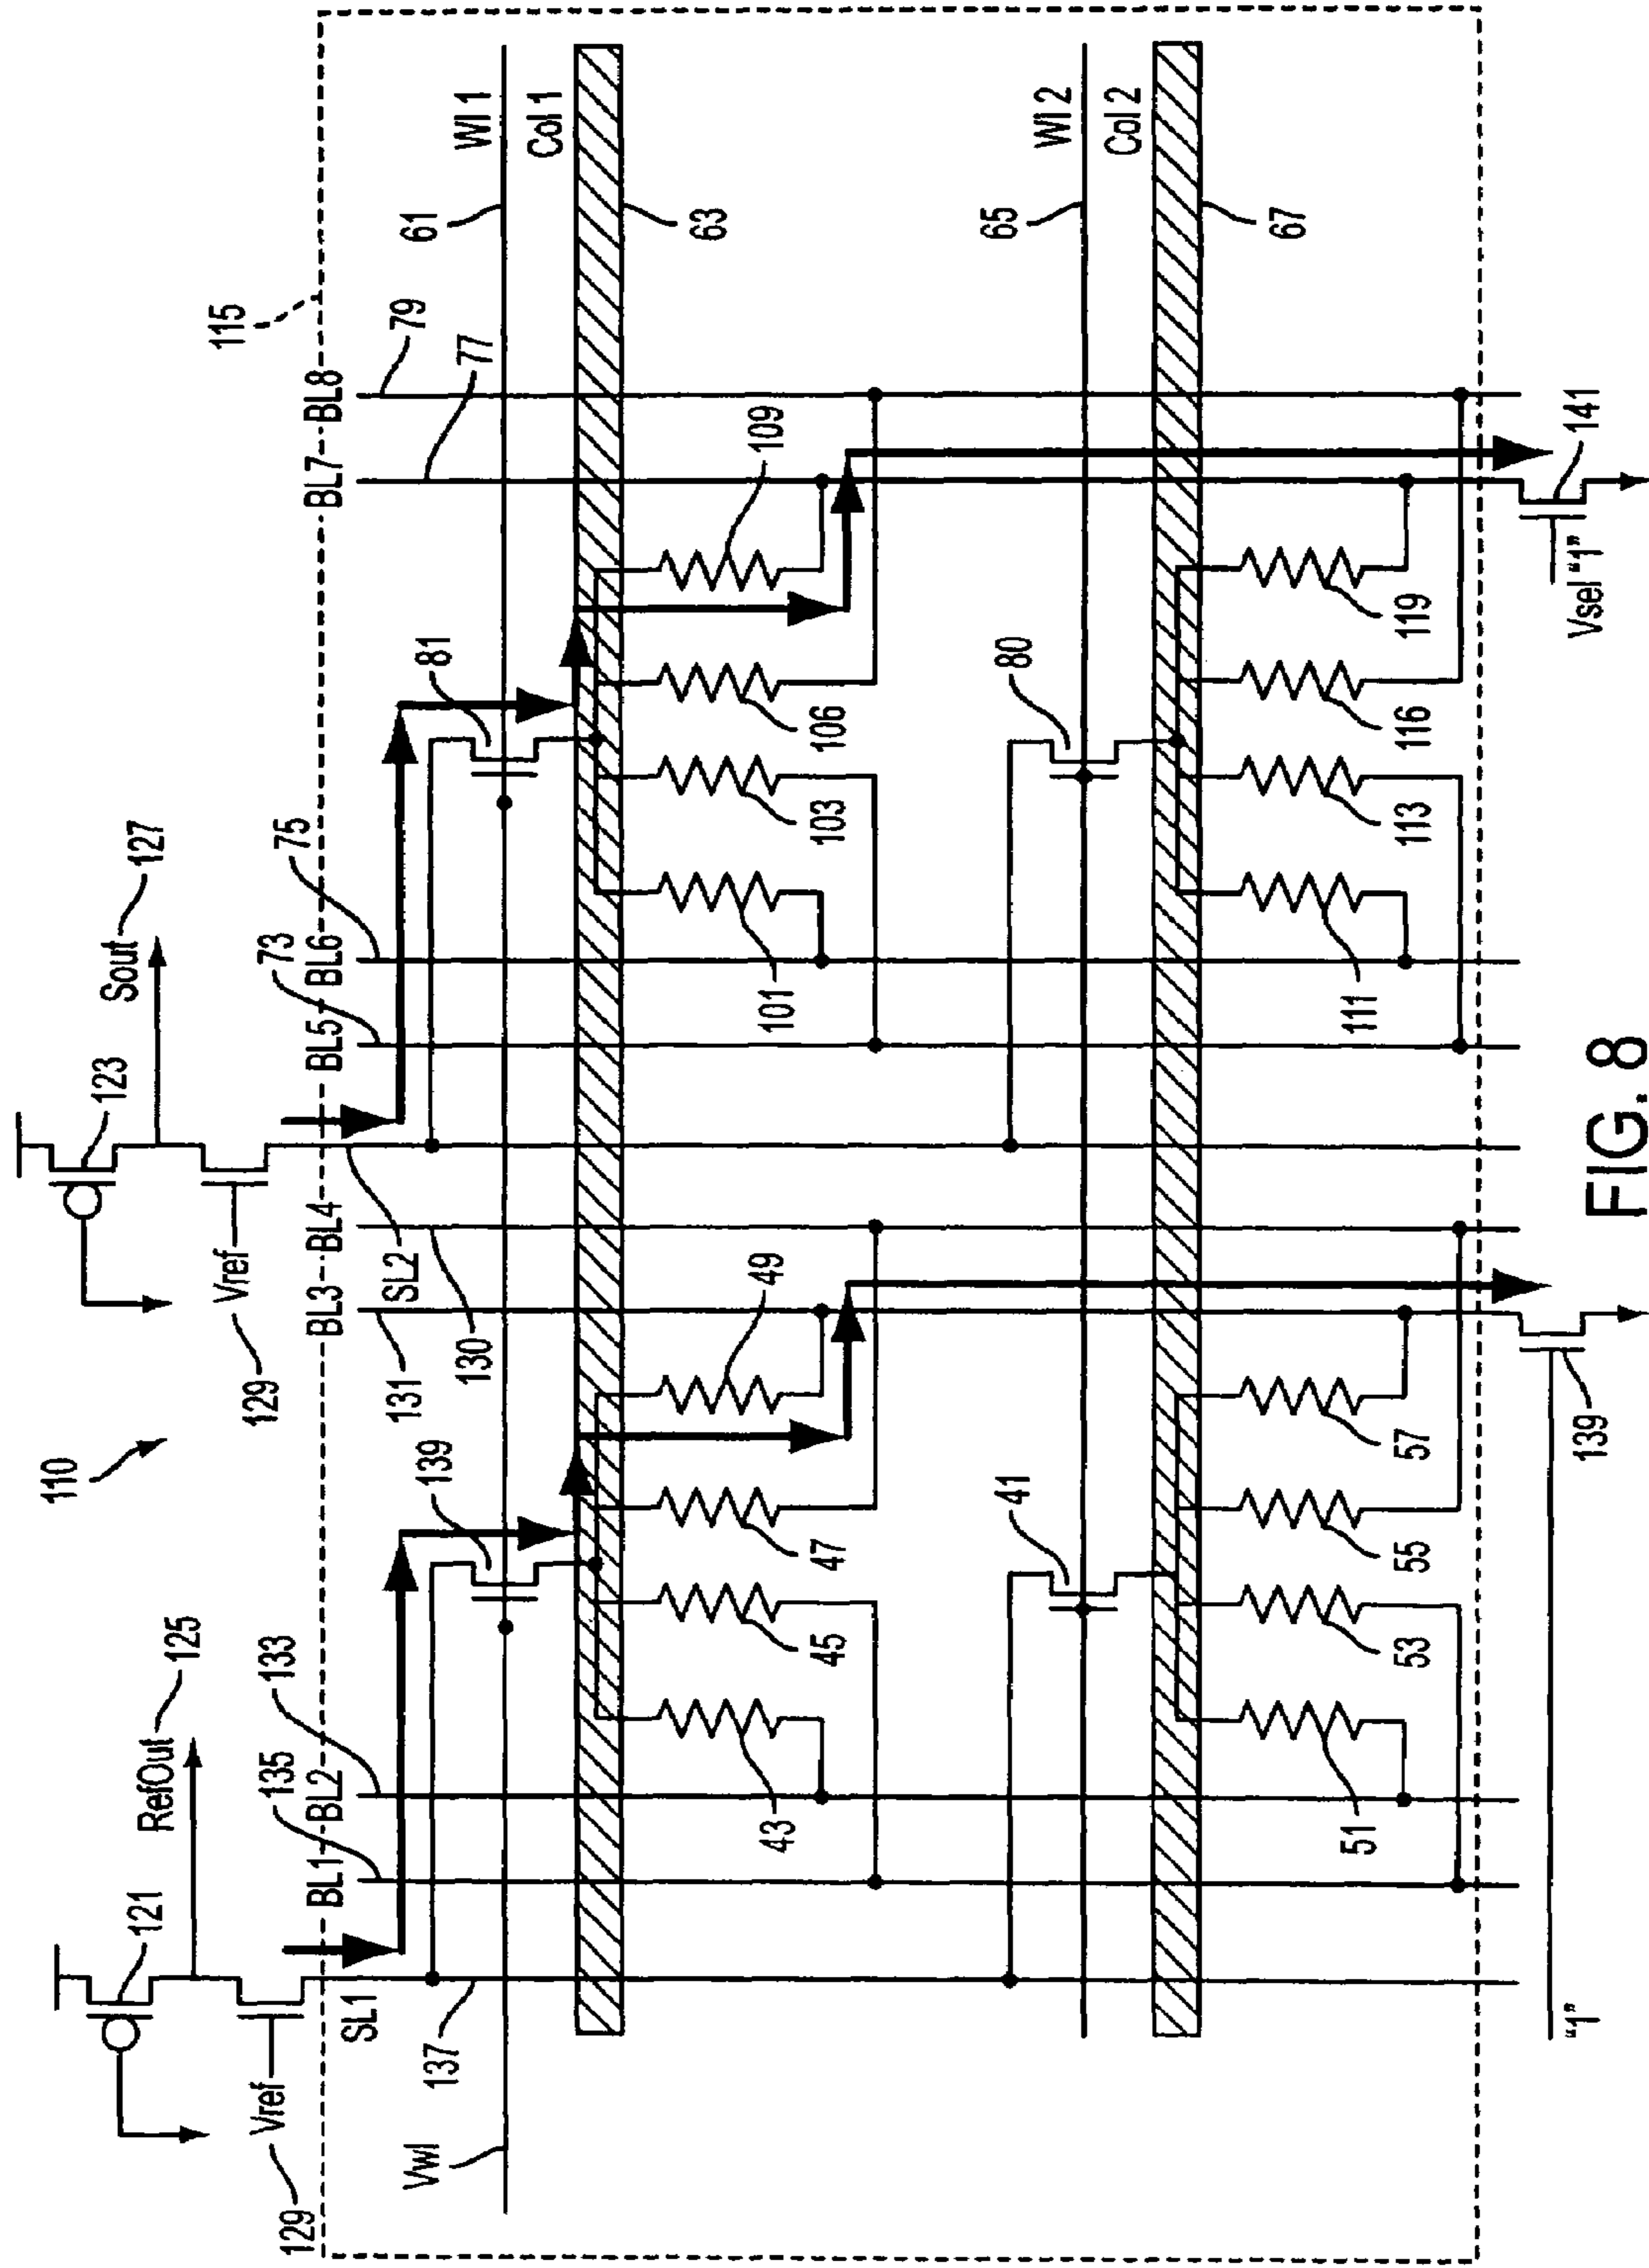 110
121
RefOut 125
Vref
129
123
Sout 127
Vref
129
115
SL1
BL1
BL2
BL3
BL4
BL5
BL6
BL7
BL8
135
133
131
130
SL2
73
75
77
79
137
Vwl
139
81
61
Wl 1
Col 1
63
43
45
47
49
101
103
106
109
41
80
65
Wl 2
Col 2
67
51
53
55
57
111
113
116
119
"1"
139
Vsel "1"
141
FIG. 8